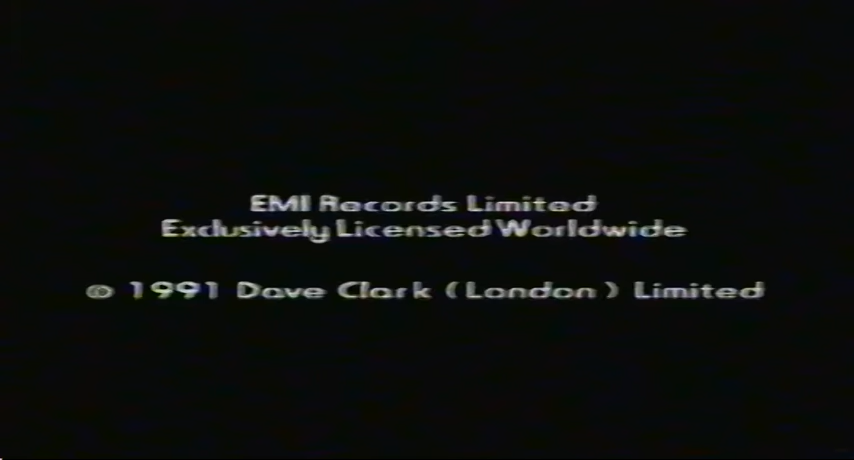 EMI Records Limited
Exclusively Licensed Worldwide
© 1991 Dave Clark (London) Limited